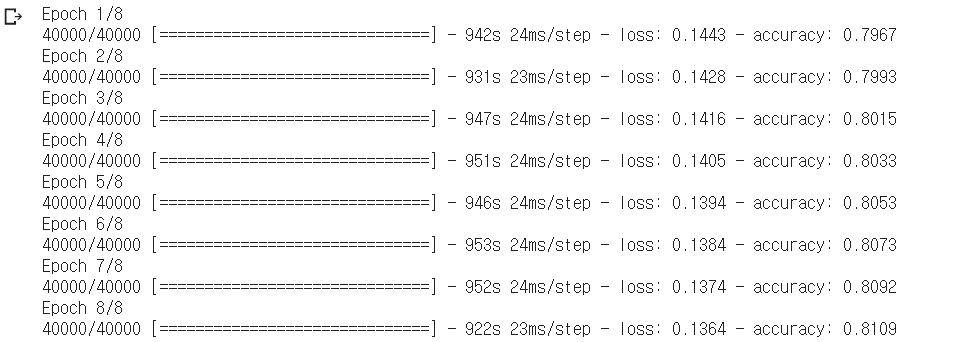 Epoch 1/8
40000/40000 [==============================] - 942s 24ms/step - loss: 0.1443 - accuracy: 0.7967
Epoch 2/8
40000/40000 [==============================] - 931s 23ms/step - loss: 0.1428 - accuracy: 0.7993
Epoch 3/8
40000/40000 [==============================] - 947s 24ms/step - loss: 0.1416 - accuracy: 0.8015
Epoch 4/8
40000/40000 [==============================] - 951s 24ms/step - loss: 0.1405 - accuracy: 0.8033
Epoch 5/8
40000/40000 [==============================] - 946s 24ms/step - loss: 0.1394 - accuracy: 0.8053
Epoch 6/8
40000/40000 [==============================] - 953s 24ms/step - loss: 0.1384 - accuracy: 0.8073
Epoch 7/8
40000/40000 [==============================] - 952s 24ms/step - loss: 0.1374 - accuracy: 0.8092
Epoch 8/8
40000/40000 [==============================] - 922s 23ms/step - loss: 0.1364 - accuracy: 0.8109